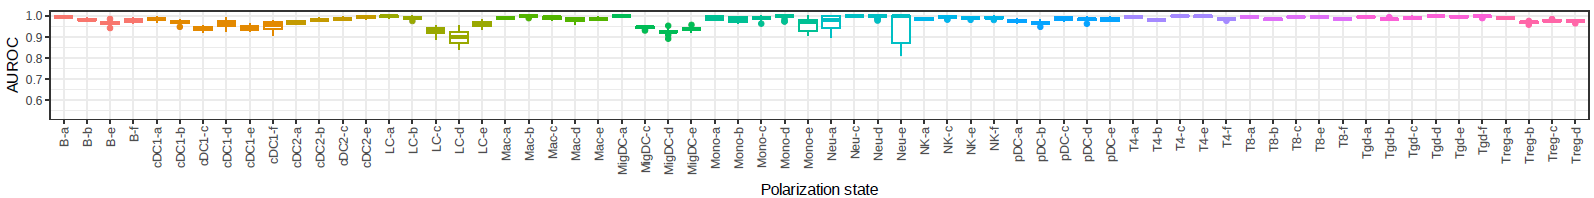 AUROC
1.0
0.9
0.8
0.7
0.6
B-a
B-b
B-e
B-f
cDC1-a
cDC1-b
cDC1-c
cDC1-d
cDC1-e
cDC1-f
cDC2-a
cDC2-b
cDC2-c
cDC2-e
LC-a
LC-b
LC-c
LC-d
LC-e
Mac-a
Mac-b
Mac-c
Mac-d
Mac-e
MigDC-a
MigDC-c
MigDC-d
MigDC-e
Mono-a
Mono-b
Mono-c
Mono-d
Mono-e
Neu-a
Neu-c
Neu-d
Neu-e
NK-a
NK-c
NK-e
NK-f
pDC-a
pDC-b
pDC-c
pDC-d
pDC-e
T4-a
T4-b
T4-c
T4-e
T4-f
T8-a
T8-b
T8-c
T8-e
T8-f
Tgd-a
Tgd-b
Tgd-c
Tgd-d
Tgd-e
Tgd-f
Treg-a
Treg-b
Treg-c
Treg-d
Polarization state